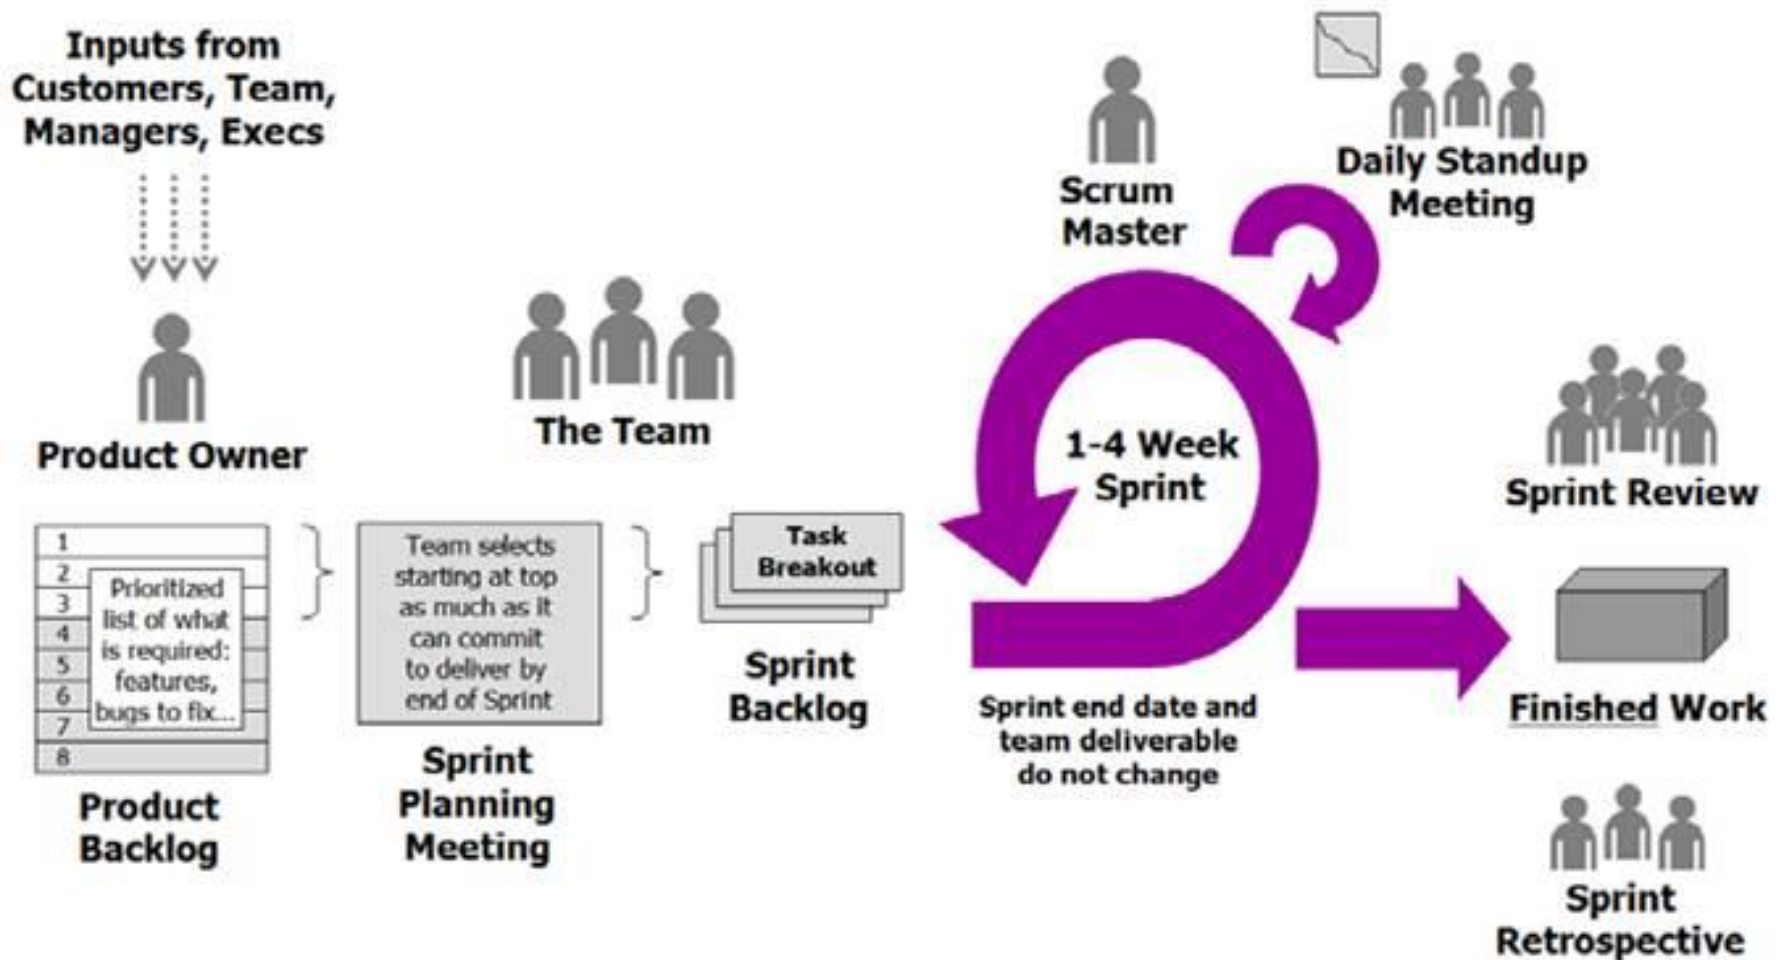 Inputs from
Customers, Team,
Managers, Execs
Product Owner
The Team
Scrum
Master
Daily Standup
Meeting
1-4 Week
Sprint
Sprint Review
1
2
3
4
5
6
7
8
Prioritized
list of what
is required:
features,
bugs to fix...
Product
Backlog
Team selects
starting at top
as much as it
can commit
to deliver by
end of Sprint
Sprint
Planning
Meeting
Task
Breakout
Sprint
Backlog
Sprint end date and
team deliverable
do not change
Finished Work
Sprint
Retrospective